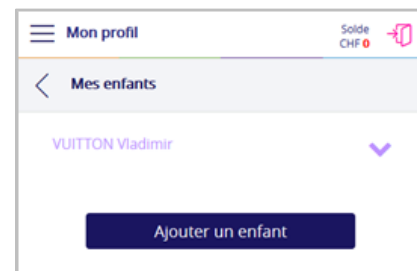 Mon profil
Solde
CHF 0
Mes enfants
VUITTON Vladimir
Ajouter un enfant